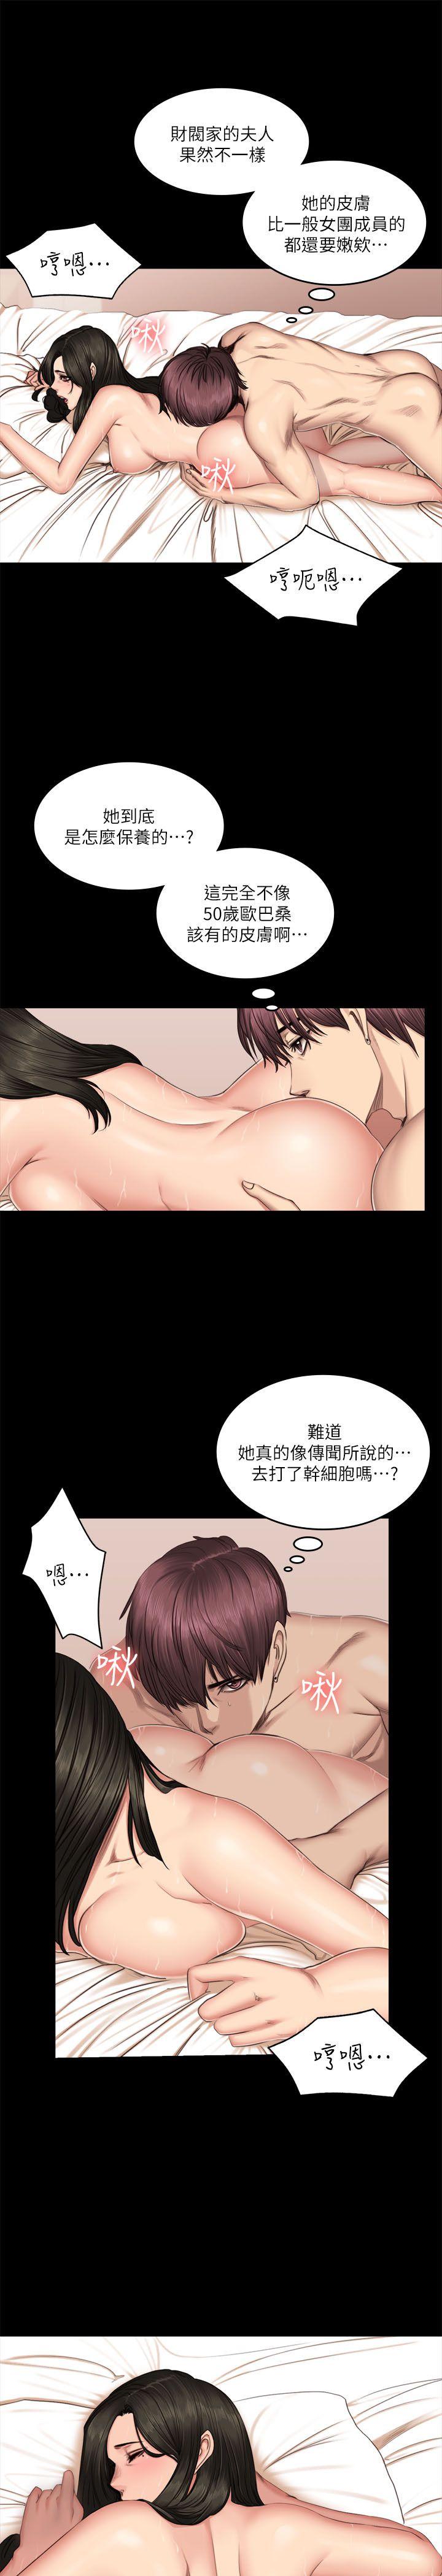 財閥家的夫人
果然不一樣
她的皮膚
比一般女團成員的
都還要嫩欸…
哼嗯…
啾
啾
哼呃嗯…
她到底
是怎麼保養的…?
這完全不像
50歲歐巴桑
該有的皮膚啊…
難道
她真的像傳聞所說的…
去打了幹細胞嗎…?
嗯…
啾
啾
哼嗯…